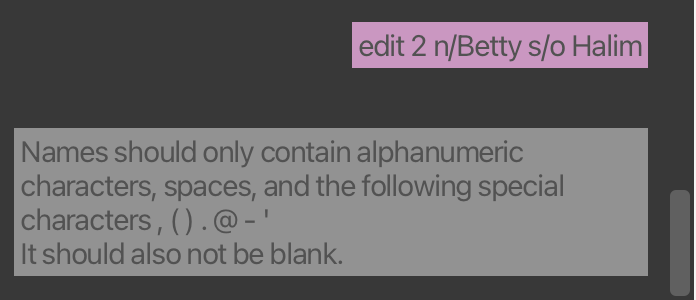 edit 2 n/Betty s/o Halim
Names should only contain alphanumeric
characters, spaces, and the following special
characters , ( ) . @ - '
It should also not be blank.